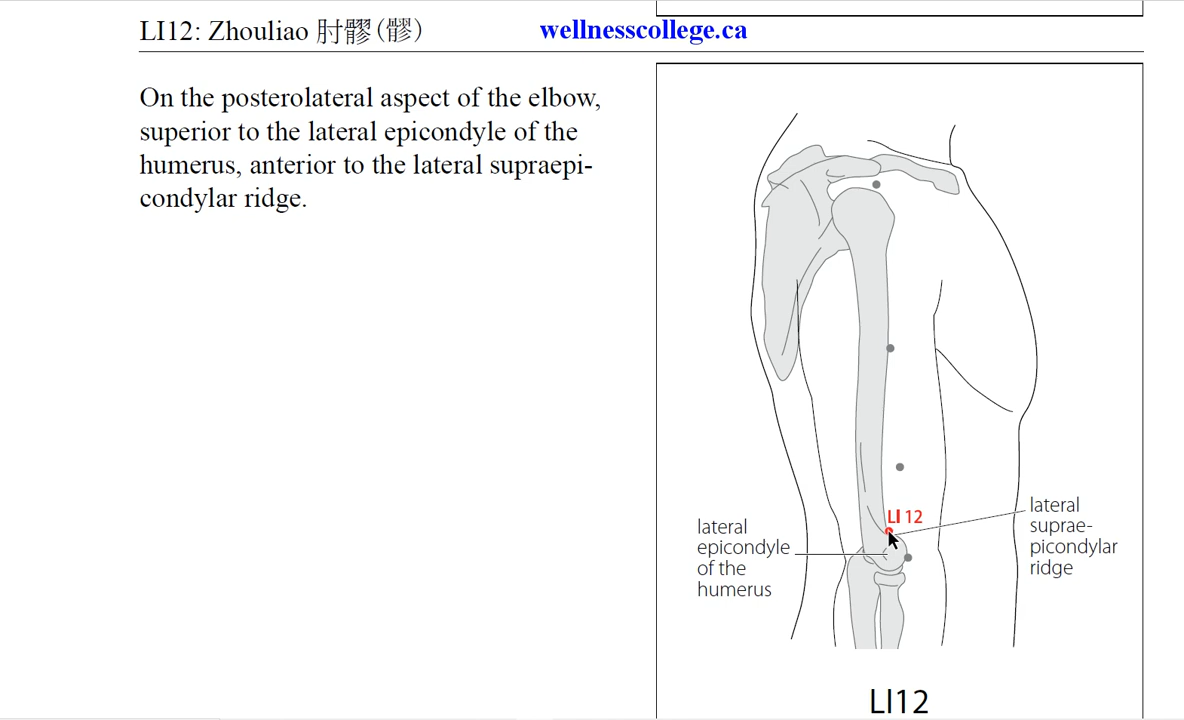 LI12: Zhouliao 肘髎(髎)
wellnesscollege.ca
On the posterolateral aspect of the elbow,
superior to the lateral epicondyle of the
humerus, anterior to the lateral supraepi-
condylar ridge.
LI 12
lateral
epicondyle
of the
humerus
lateral
suprae-
picondylar
ridge
LI12